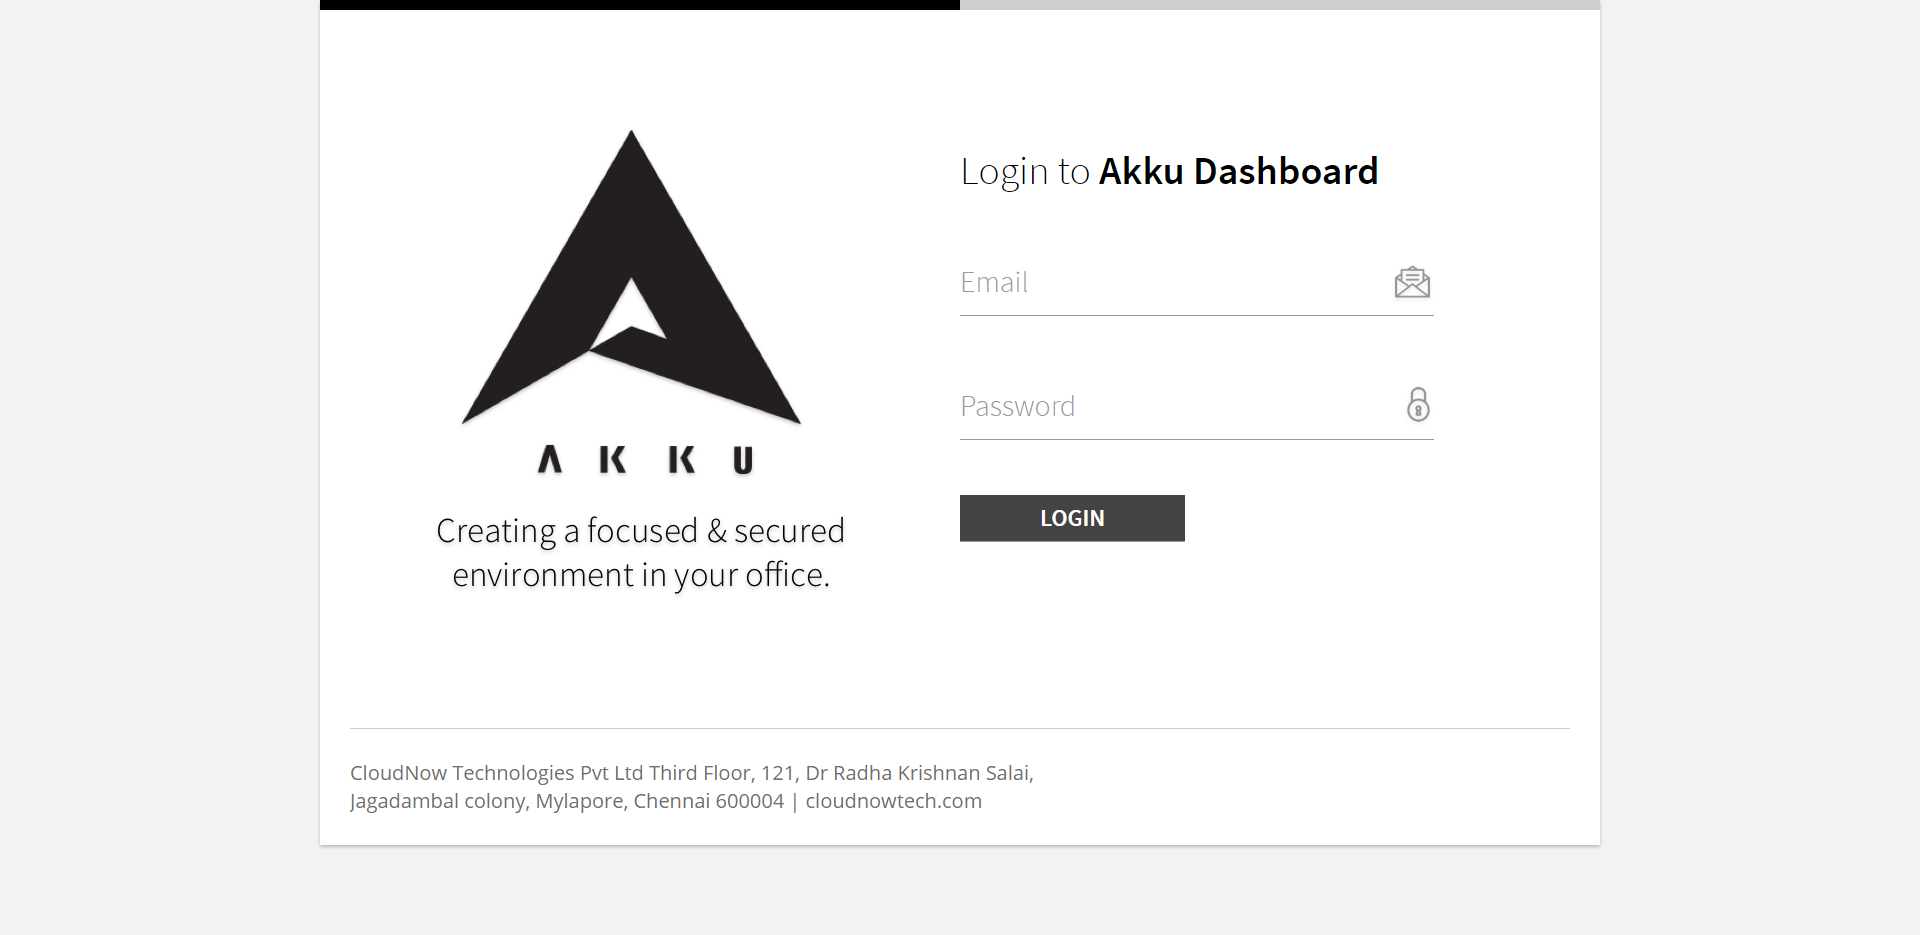 AKKU
Creating a focused & secured
environment in your office.
Login to Akku Dashboard
Email
Password
LOGIN
CloudNow Technologies Pvt Ltd Third Floor, 121, Dr Radha Krishnan Salai,
Jagadambal colony, Mylapore, Chennai 600004 | cloudnowtech.com